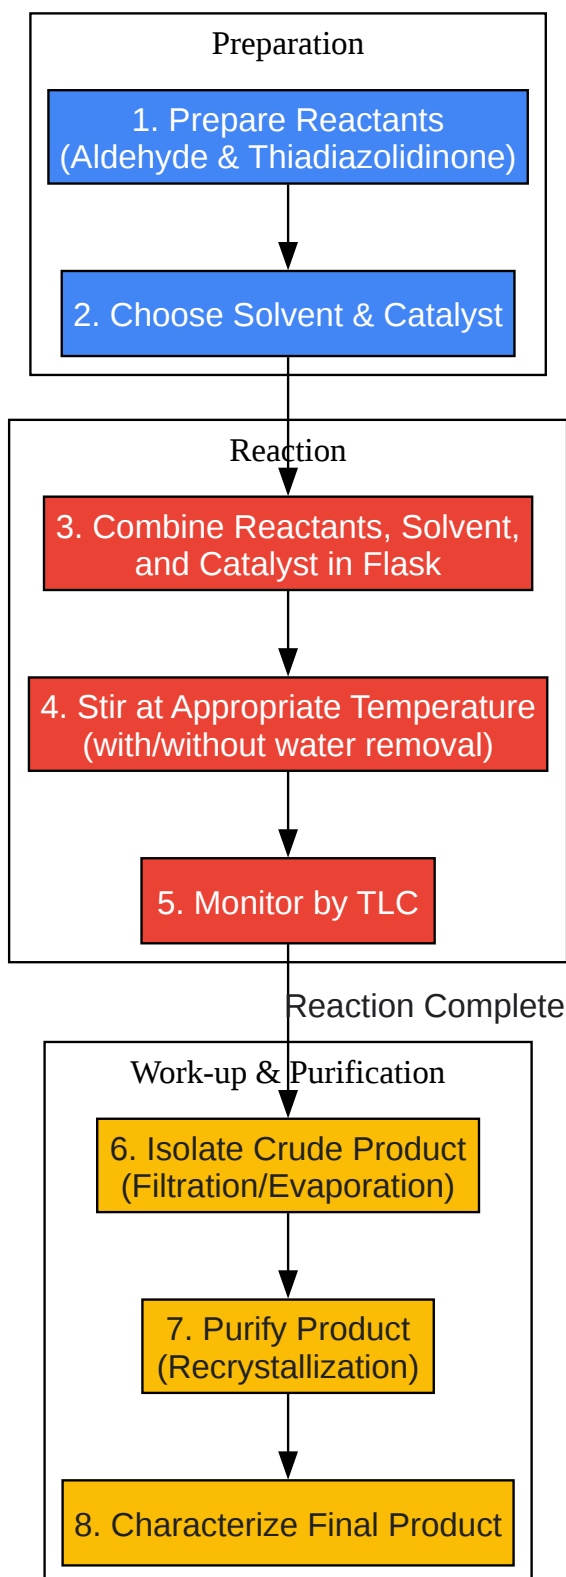 Preparation
1. Prepare Reactants
(Aldehyde & Thiadiazolidinone)
2. Choose Solvent & Catalyst
Reaction
3. Combine Reactants, Solvent,
and Catalyst in Flask
4. Stir at Appropriate Temperature
(with/without water removal)
5. Monitor by TLC
Reaction Complete
Work-up & Purification
6. Isolate Crude Product
(Filtration/Evaporation)
7. Purify Product
(Recrystallization)
8. Characterize Final Product